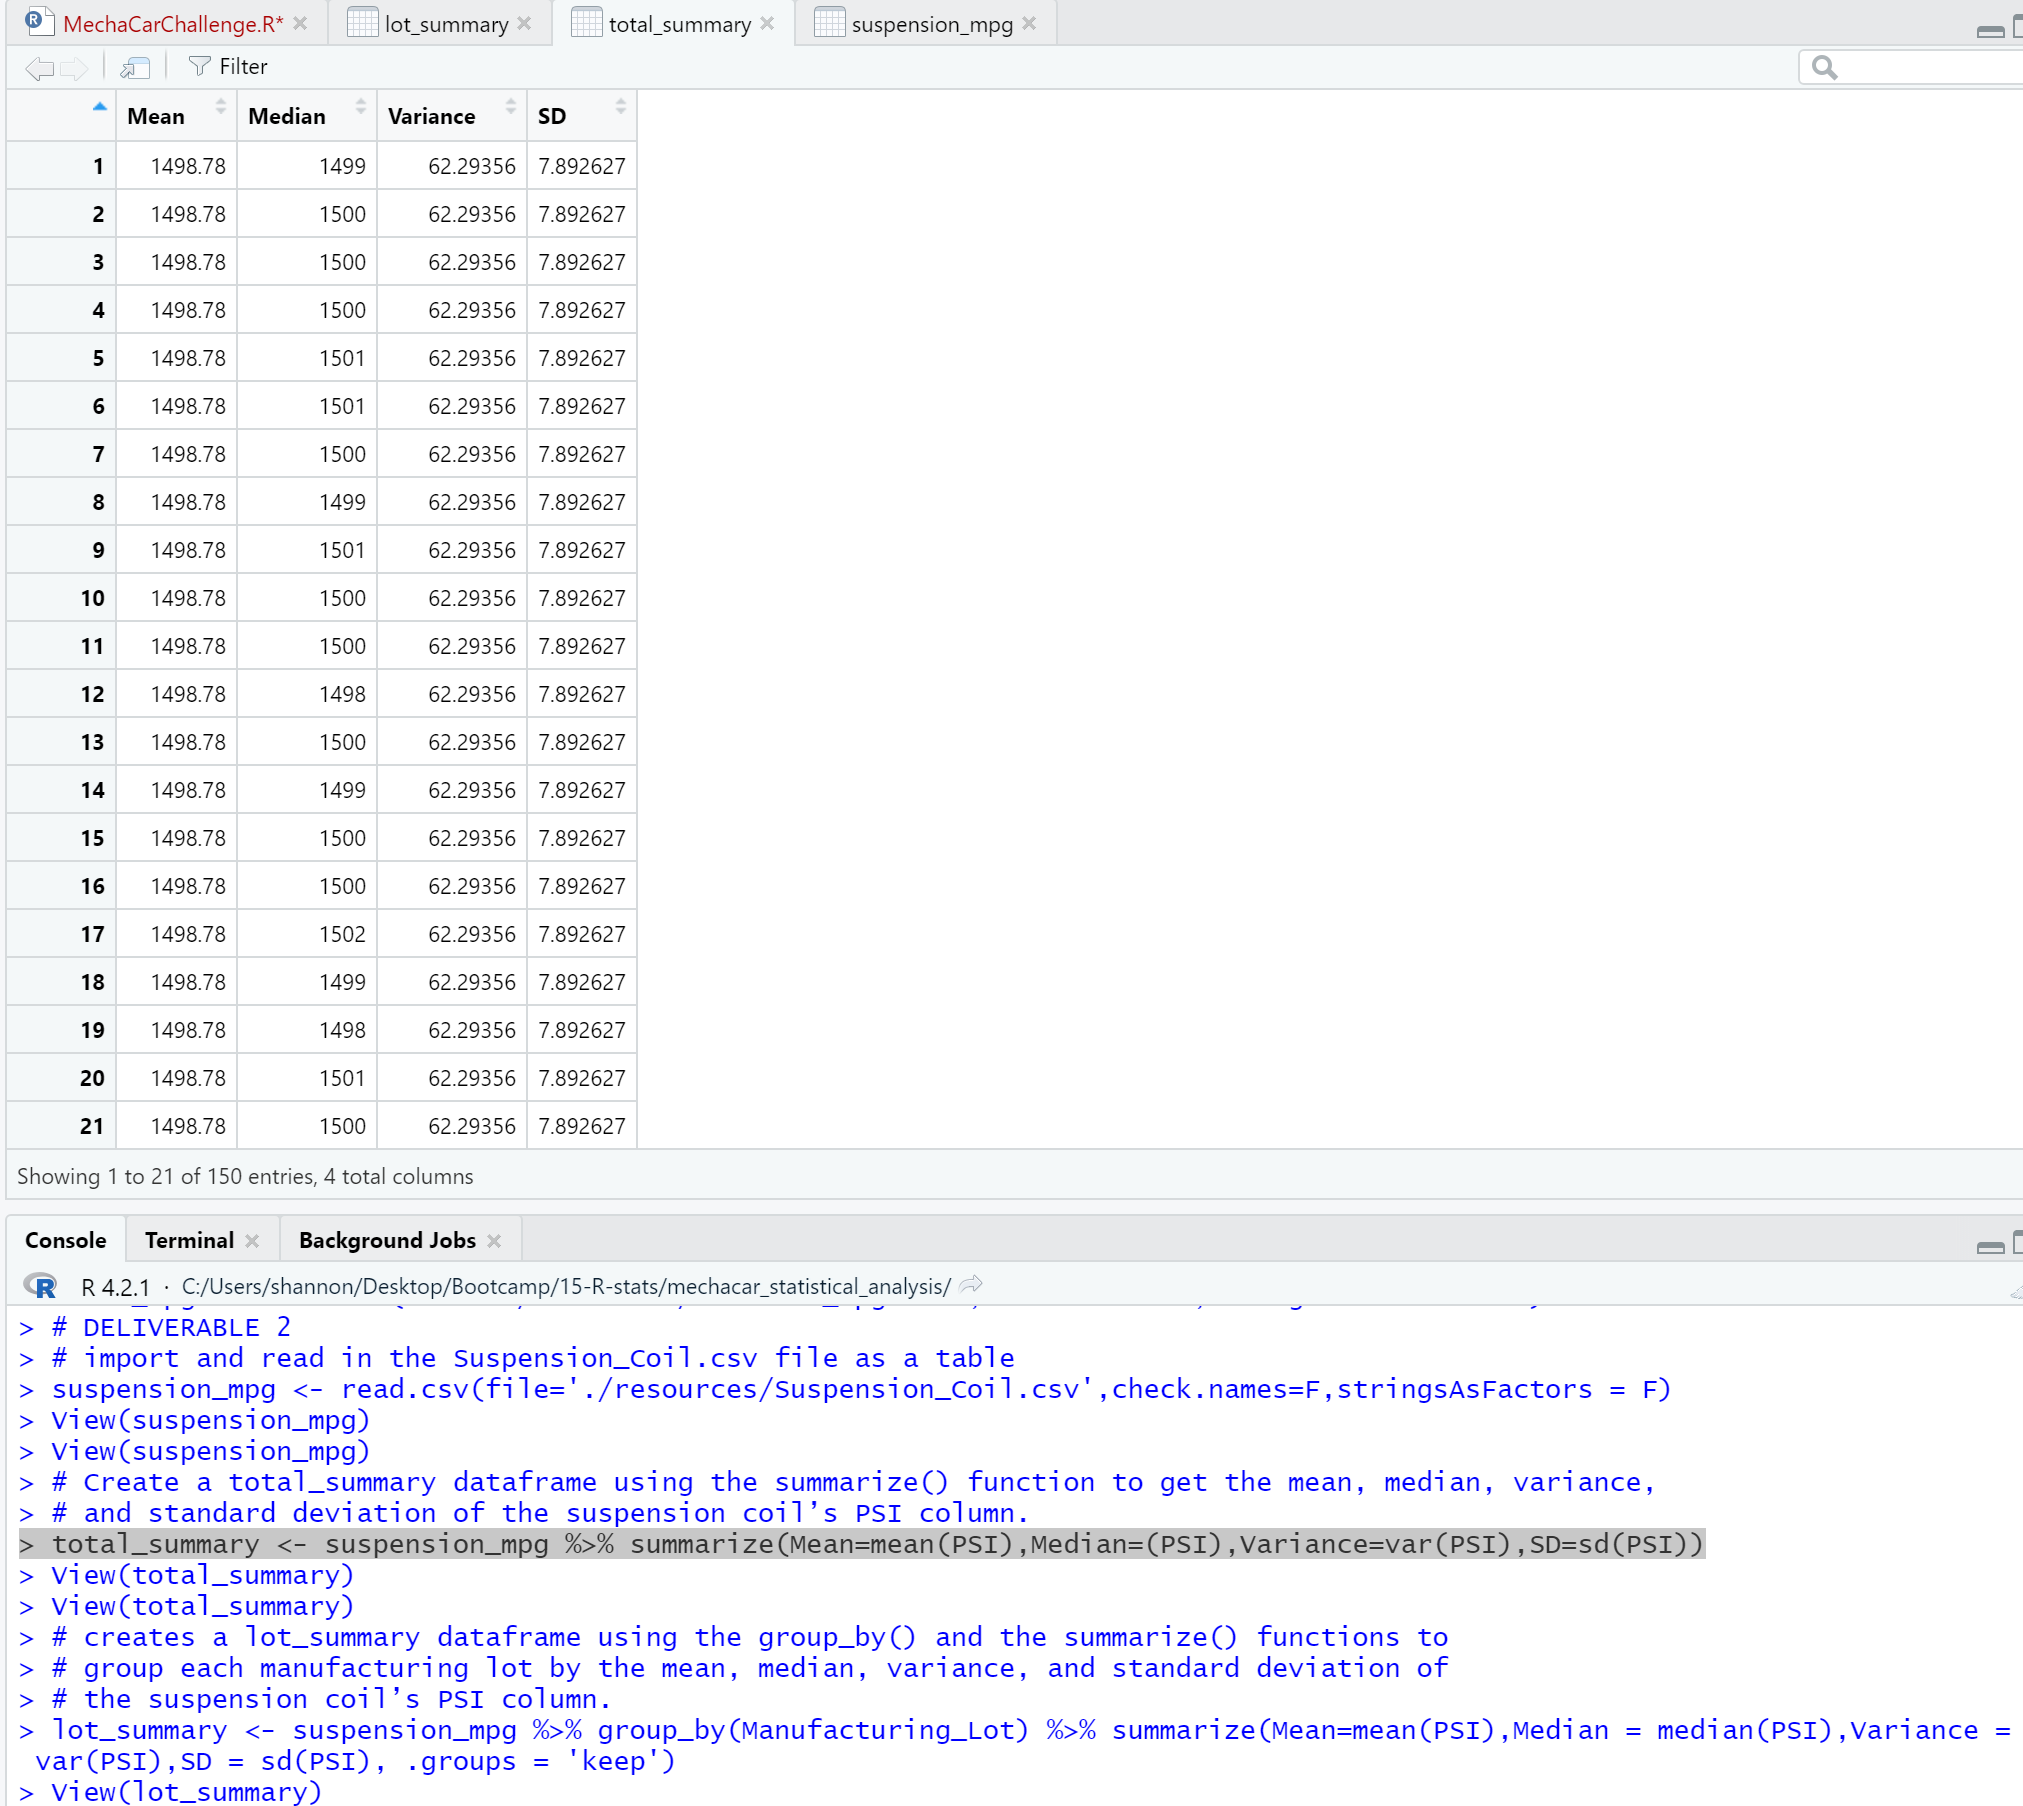 MechaCarChallenge.R* lot_summary total_summary suspension_mpg
Filter
Mean Median Variance SD
1 1498.78 1499 62.29356 7.892627
2 1498.78 1500 62.29356 7.892627
3 1498.78 1500 62.29356 7.892627
4 1498.78 1500 62.29356 7.892627
5 1498.78 1501 62.29356 7.892627
6 1498.78 1501 62.29356 7.892627
7 1498.78 1500 62.29356 7.892627
8 1498.78 1499 62.29356 7.892627
9 1498.78 1501 62.29356 7.892627
10 1498.78 1500 62.29356 7.892627
11 1498.78 1500 62.29356 7.892627
12 1498.78 1498 62.29356 7.892627
13 1498.78 1500 62.29356 7.892627
14 1498.78 1499 62.29356 7.892627
15 1498.78 1500 62.29356 7.892627
16 1498.78 1500 62.29356 7.892627
17 1498.78 1502 62.29356 7.892627
18 1498.78 1499 62.29356 7.892627
19 1498.78 1498 62.29356 7.892627
20 1498.78 1501 62.29356 7.892627
21 1498.78 1500 62.29356 7.892627
Showing 1 to 21 of 150 entries, 4 total columns
Console Terminal Background Jobs
R R 4.2.1 · C:/Users/shannon/Desktop/Bootcamp/15-R-stats/mechacar_statistical_analysis/
> # DELIVERABLE 2
> # import and read in the Suspension_Coil.csv file as a table
> suspension_mpg <- read.csv(file='./resources/Suspension_Coil.csv',check.names=F,stringsAsFactors = F)
> View(suspension_mpg)
> View(suspension_mpg)
> # Create a total_summary dataframe using the summarize() function to get the mean, median, variance,
> # and standard deviation of the suspension coil’s PSI column.
> total_summary <- suspension_mpg %>% summarize(Mean=mean(PSI),Median=(PSI),Variance=var(PSI),SD=sd(PSI))
> View(total_summary)
> View(total_summary)
> # creates a lot_summary dataframe using the group_by() and the summarize() functions to
> # group each manufacturing lot by the mean, median, variance, and standard deviation of
> # the suspension coil’s PSI column.
> lot_summary <- suspension_mpg %>% group_by(Manufacturing_Lot) %>% summarize(Mean=mean(PSI),Median = median(PSI),Variance =
var(PSI),SD = sd(PSI), .groups = 'keep')
> View(lot_summary)